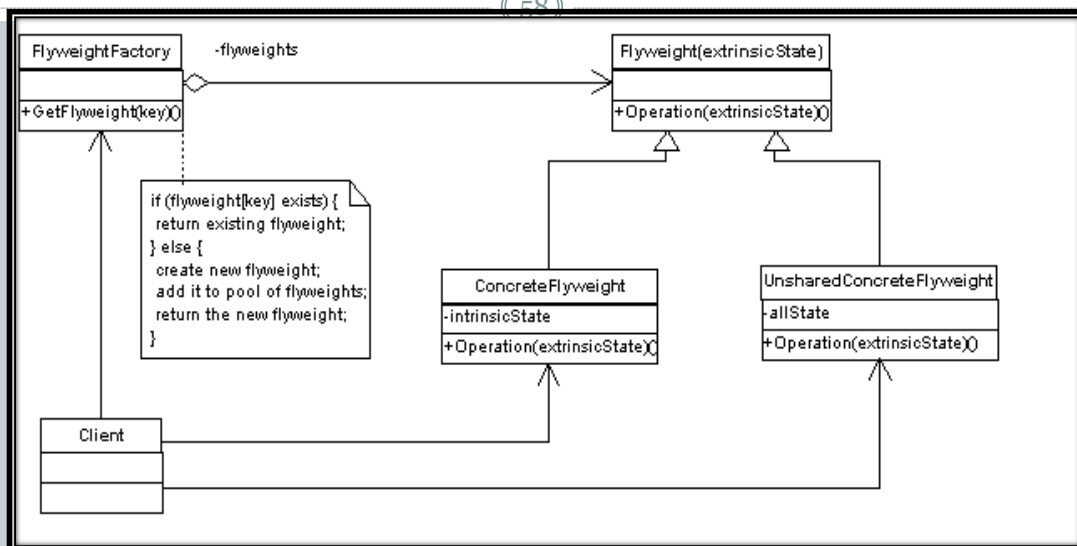 58
FlyweightFactory
-flyweights
Flyweight(extrinsicState)
+GetFlyweight(key)()
+Operation(extrinsicState)()
if (flyweight[key] exists) {
return existing flyweight;
} else {
create new flyweight;
add it to pool of flyweights;
return the new flyweight;
}
ConcreteFlyweight
-intrinsicState
+Operation(extrinsicState)()
UnsharedConcreteFlyweight
-allState
+Operation(extrinsicState)()
Client